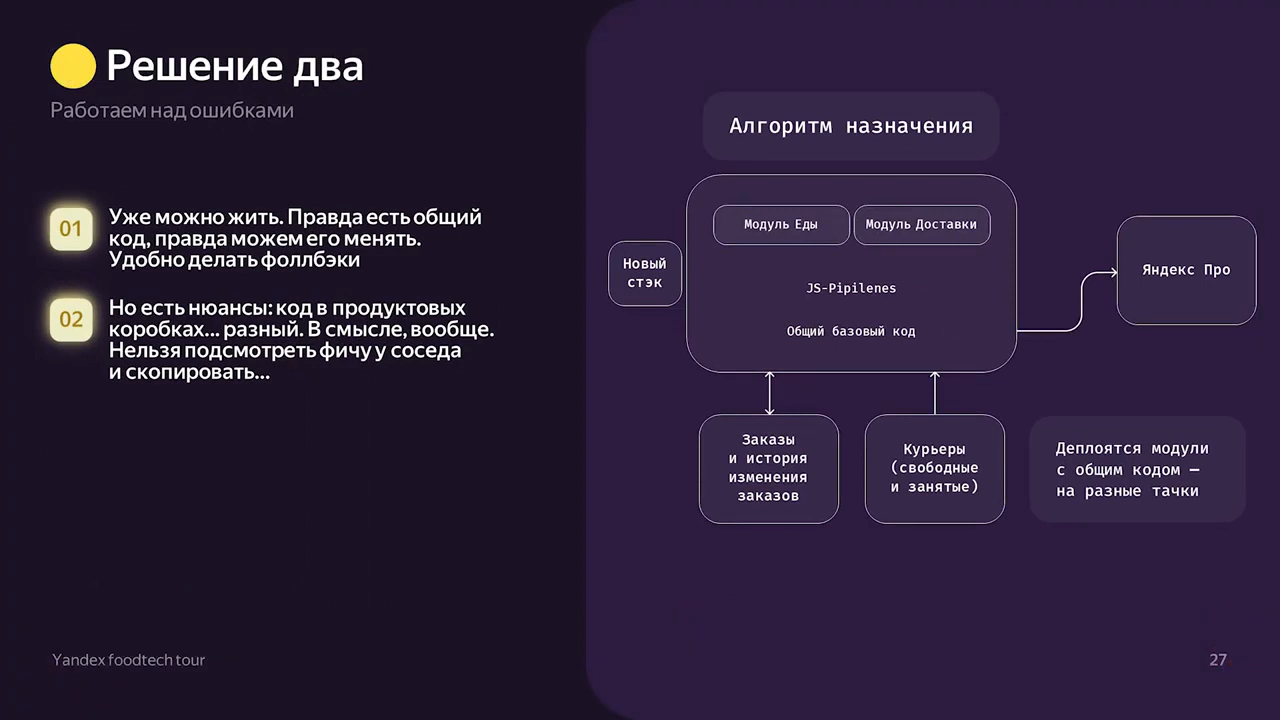 Решение два
Работаем над ошибками
01
Уже можно жить. Правда есть общий
код, правда можем его менять.
Удобно делать фоллбэки
02
Но есть нюансы: код в продуктовых
коробках... разный. В смысле, вообще.
Нельзя подсмотреть фичу у соседа
и скопировать...
Алгоритм назначения
Новый
стэк
Модуль Еды
Модуль Доставки
JS-Pipilenes
Общий базовый код
Яндекс Про
Заказы
и история
изменения
заказов
Курьеры
(свободные
и занятые)
Деплоятся модули
с общим кодом —
на разные тачки
Yandex foodtech tour
27